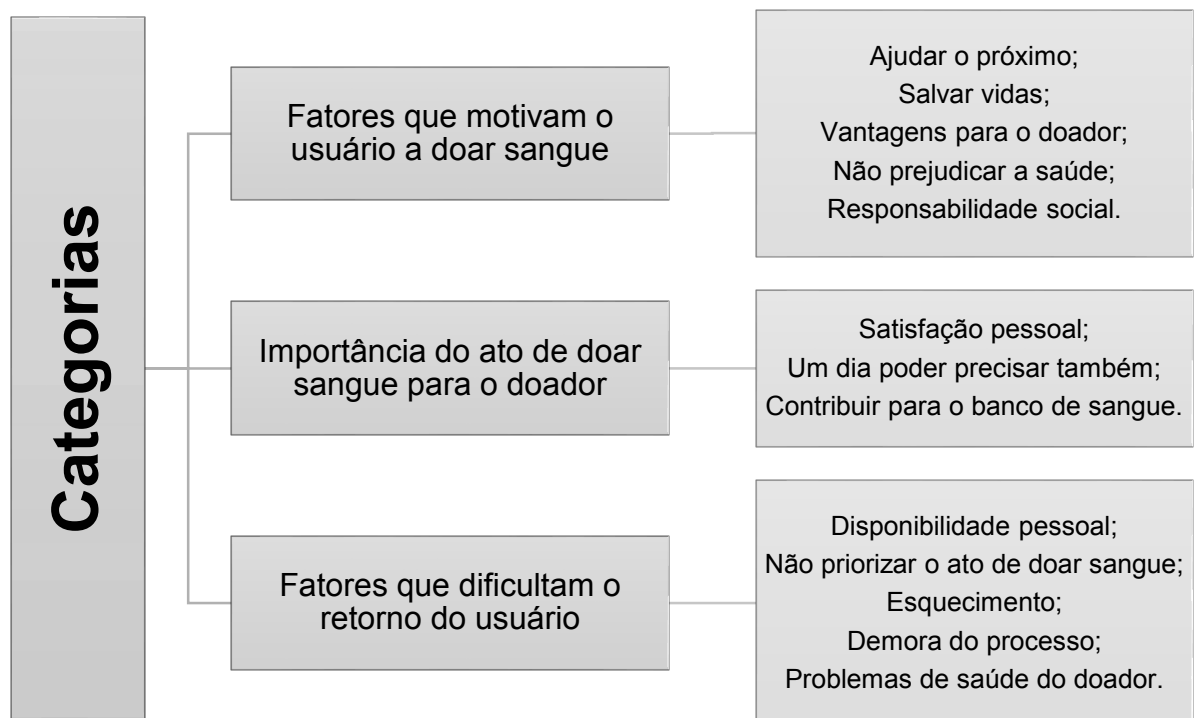 Categorias
Fatores que motivam o
usuário a doar sangue
Ajudar o próximo;
Salvar vidas;
Vantagens para o doador;
Não prejudicar a saúde;
Responsabilidade social.
Importância do ato de doar
sangue para o doador
Satisfação pessoal;
Um dia poder precisar também;
Contribuir para o banco de sangue.
Fatores que dificultam o
retorno do usuário
Disponibilidade pessoal;
Não priorizar o ato de doar sangue;
Esquecimento;
Demora do processo;
Problemas de saúde do doador.